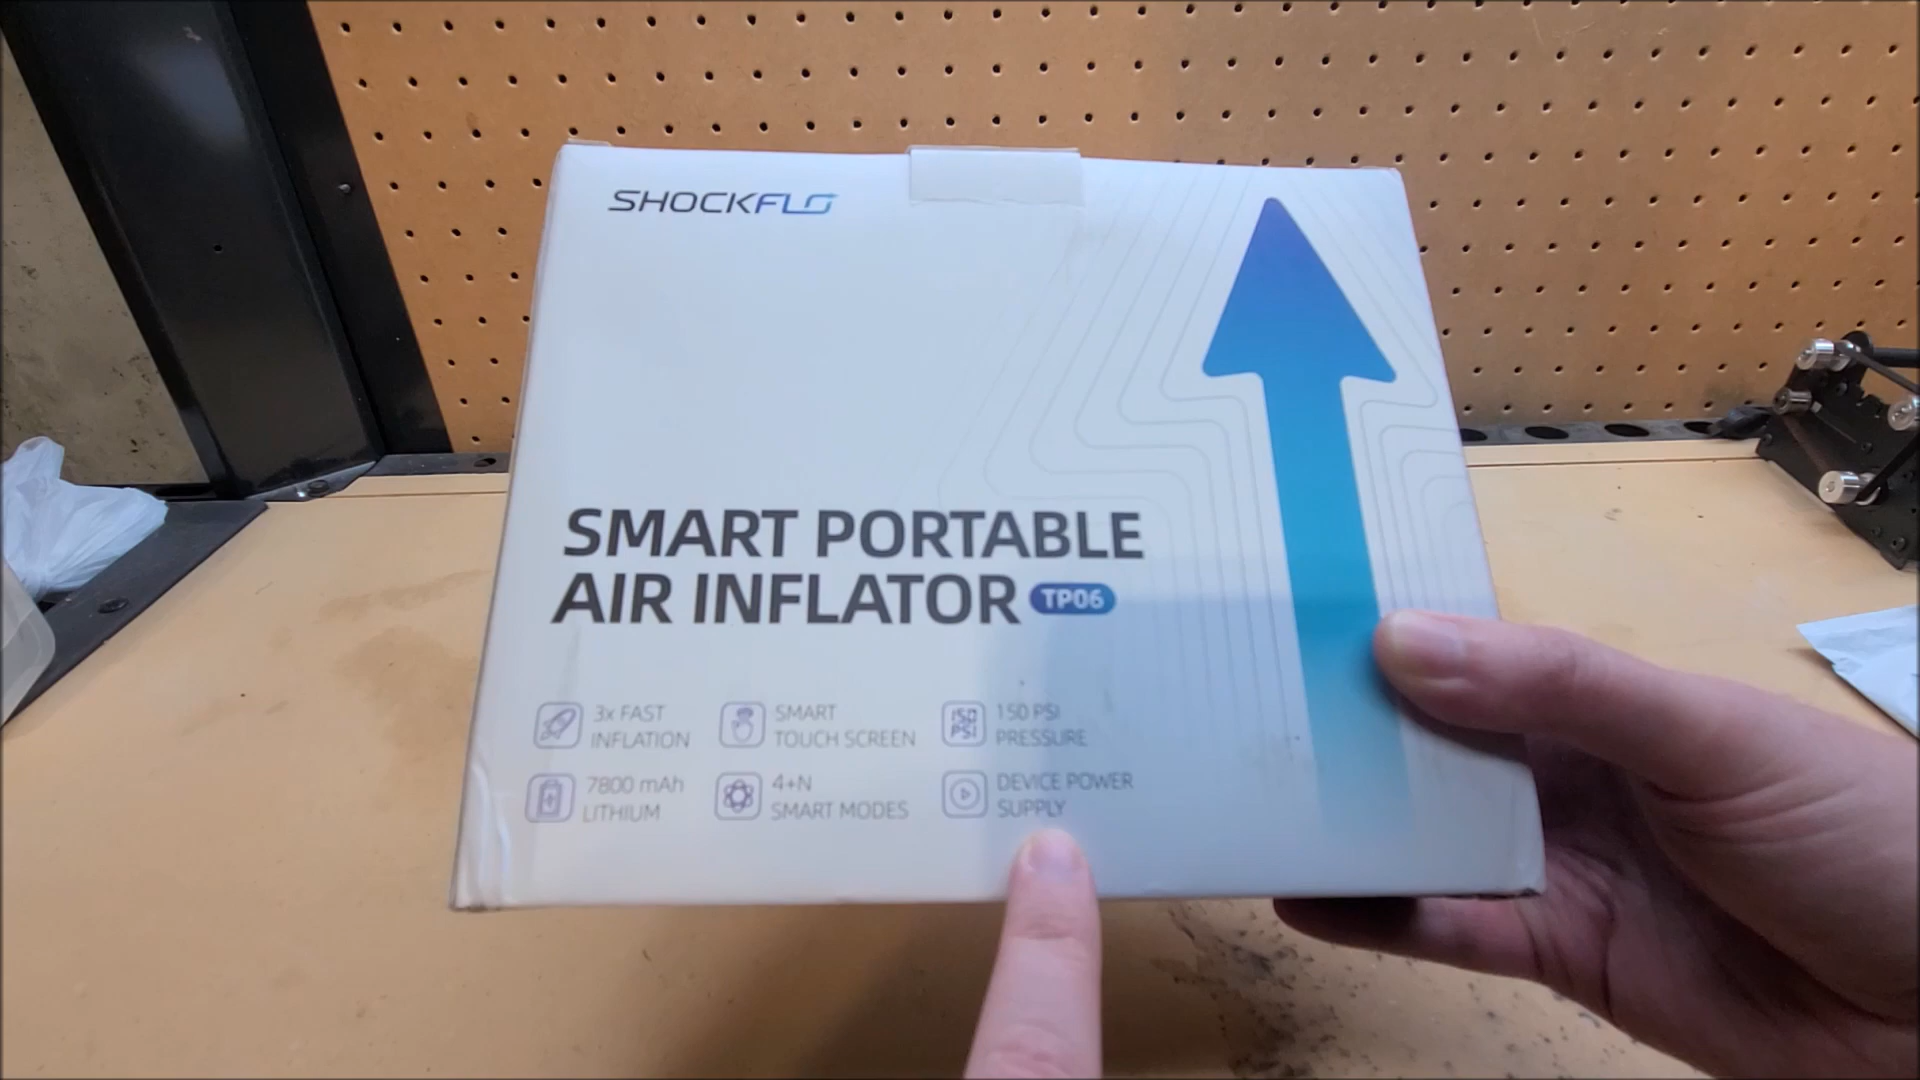 SHOCKFLO
SMART PORTABLE
AIR INFLATOR TP06
3x FAST
INFLATION
SMART
TOUCH SCREEN
150
PSI
150 PSI
PRESSURE
7800 mAh
LITHIUM
4+N
SMART MODES
DEVICE POWER
SUPPLY